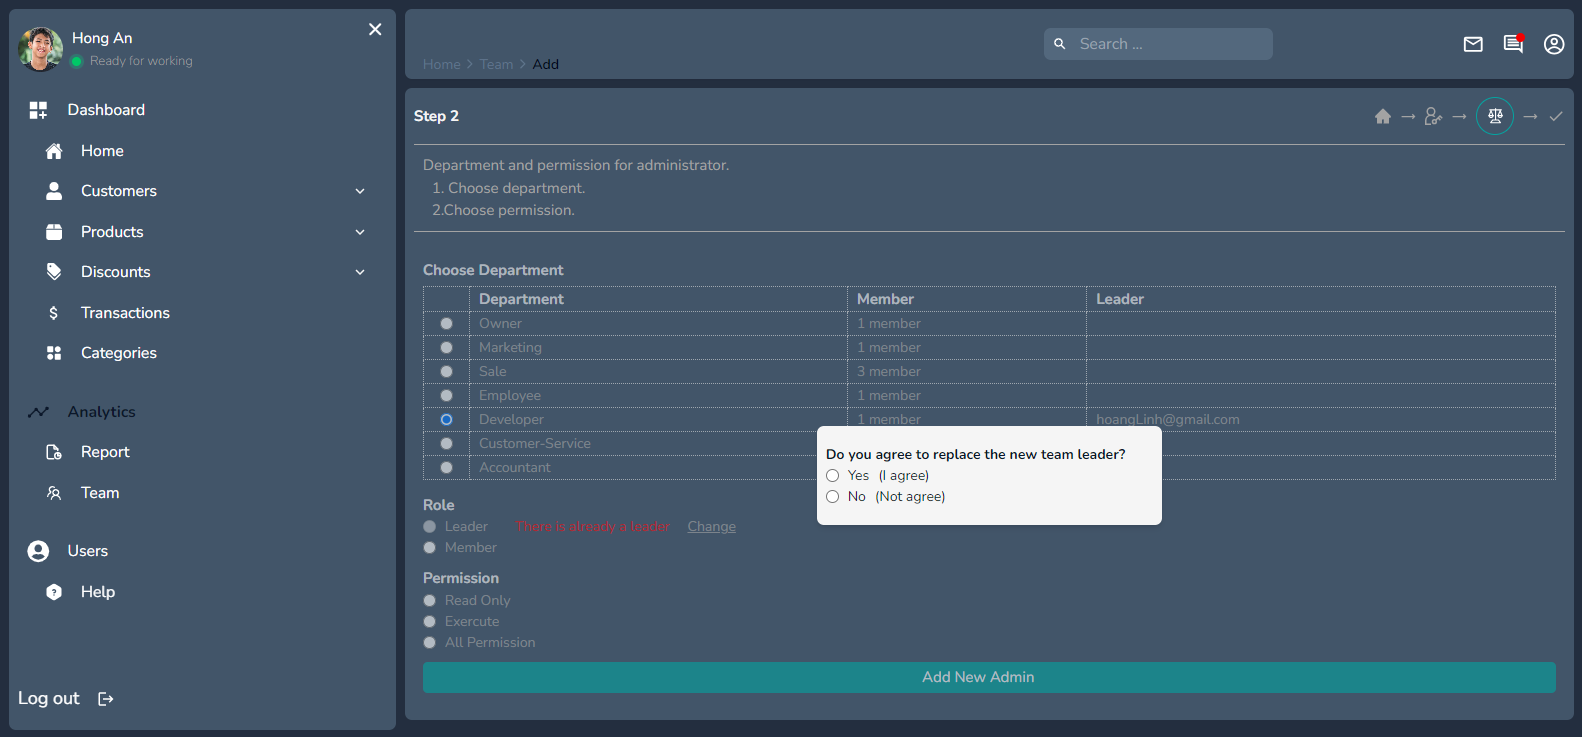 Hong An
Ready for working
Dashboard
Home
Customers
Products
Discounts
$ Transactions
Categories
Analytics
Report
Team
Users
? Help
Log out
Home > Team > Add
Search ...
Step 2
Department and permission for administrator.
1. Choose department.
2.Choose permission.
Choose Department
Department Member Leader
Owner 1 member
Marketing 1 member
Sale 3 member
Employee 1 member
Developer 1 member hoangLinh@gmail.com
Customer-Service
Accountant
Do you agree to replace the new team leader?
Yes (I agree)
No (Not agree)
Role
Leader There is already a leader Change
Member
Permission
Read Only
Exercute
All Permission
Add New Admin